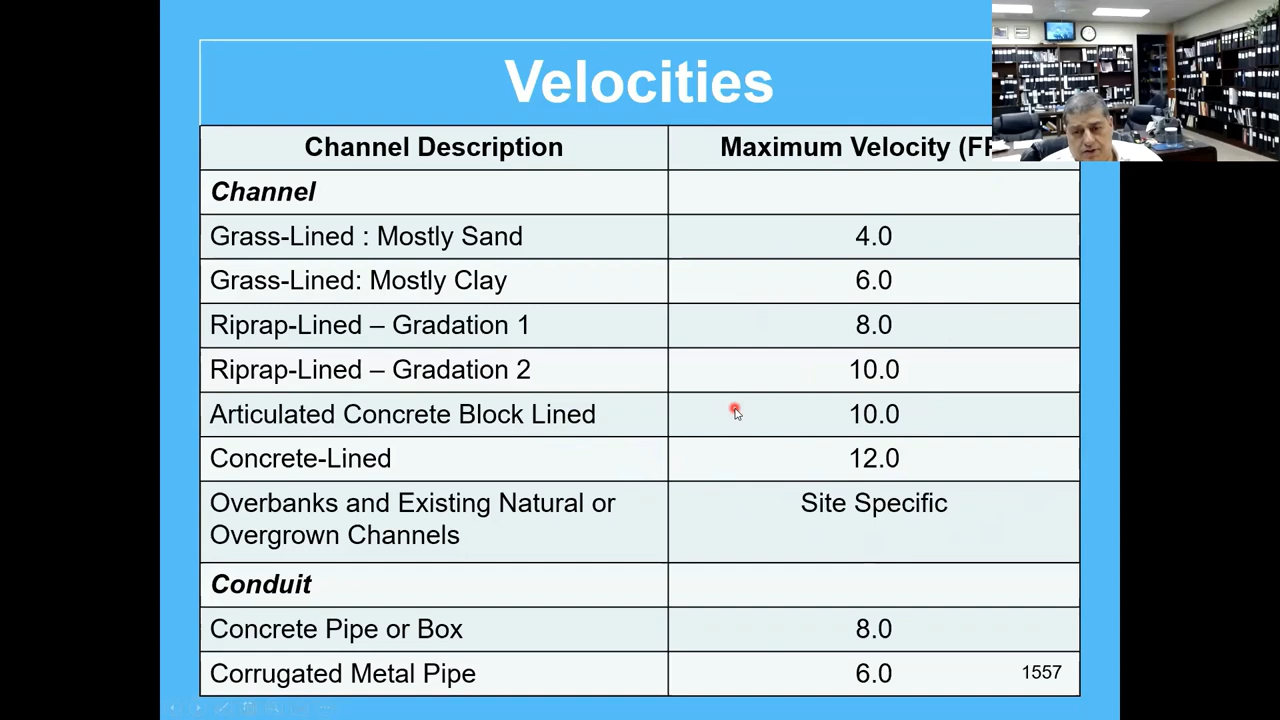 Velocities
Channel Description
Maximum Velocity
Channel
Grass-Lined : Mostly Sand
4.0
Grass-Lined: Mostly Clay
6.0
Riprap-Lined – Gradation 1
8.0
Riprap-Lined – Gradation 2
10.0
Articulated Concrete Block Lined
10.0
Concrete-Lined
12.0
Overbanks and Existing Natural or
Overgrown Channels
Site Specific
Conduit
Concrete Pipe or Box
8.0
Corrugated Metal Pipe
6.0
1557